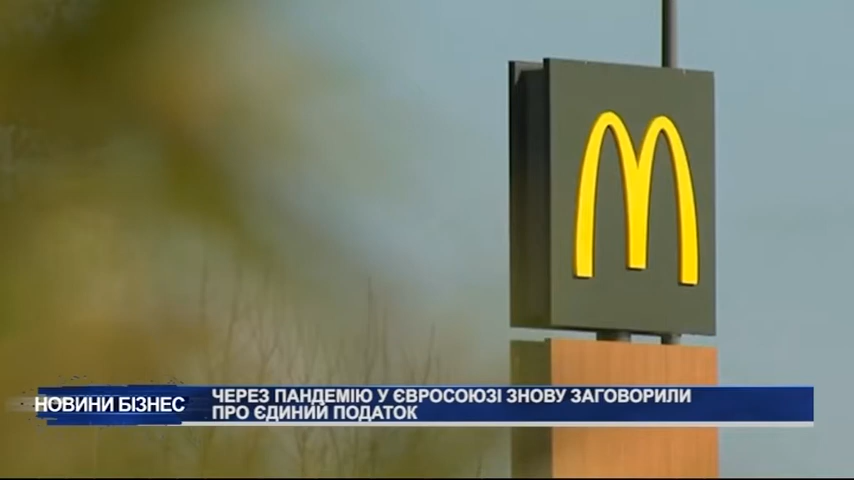 НОВИНИ БІЗНЕС
ЧЕРЕЗ ПАНДЕМІЮ У ЄВРОСОЮЗІ ЗНОВУ ЗАГОВОРИЛИ
ПРО ЄДИНИЙ ПОДАТОК